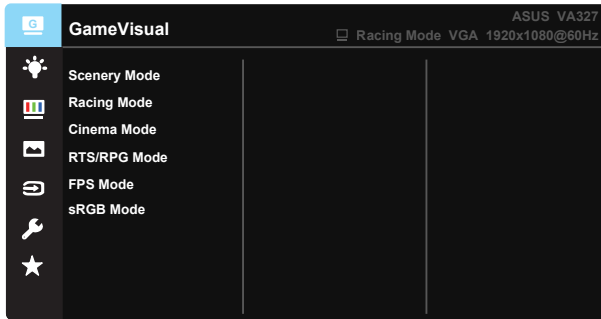 G
GameVisual
ASUS VA327
Racing Mode VGA 1920x1080@60Hz
Scenery Mode
Racing Mode
Cinema Mode
RTS/RPG Mode
FPS Mode
sRGB Mode